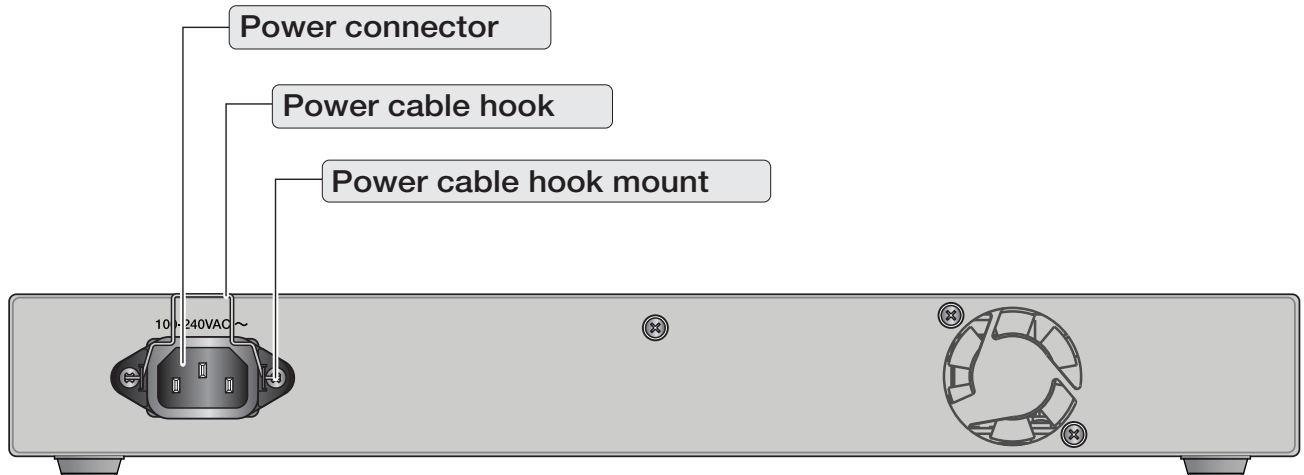 Power connector
Power cable hook
Power cable hook mount
100-240VAC ～